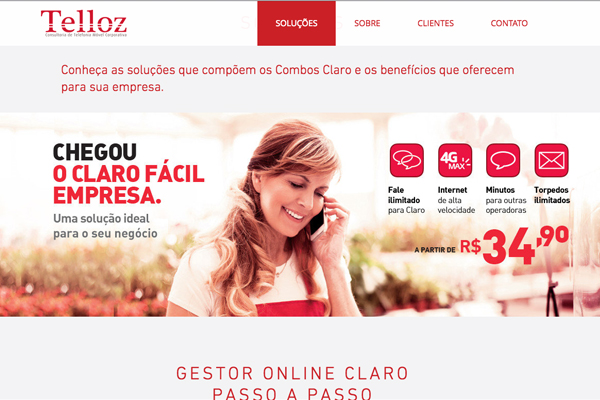 Telloz
Consultoria de Telefonia Móvel Corporativa
SOLUÇÕES
SOBRE
CLIENTES
CONTATO
Conheça as soluções que compõem os Combos Claro e os benefícios que oferecem
para sua empresa.
CHEGOU
O CLARO FÁCIL
EMPRESA.
Uma solução ideal
para o seu negócio
4G
MAX
Fale
ilimitado
para Claro
Internet
de alta
velocidade
Minutos
para outras
operadoras
Torpedos
ilimitados
A PARTIR DE R$34,90
GESTOR ONLINE CLARO
PASSO A PASSO